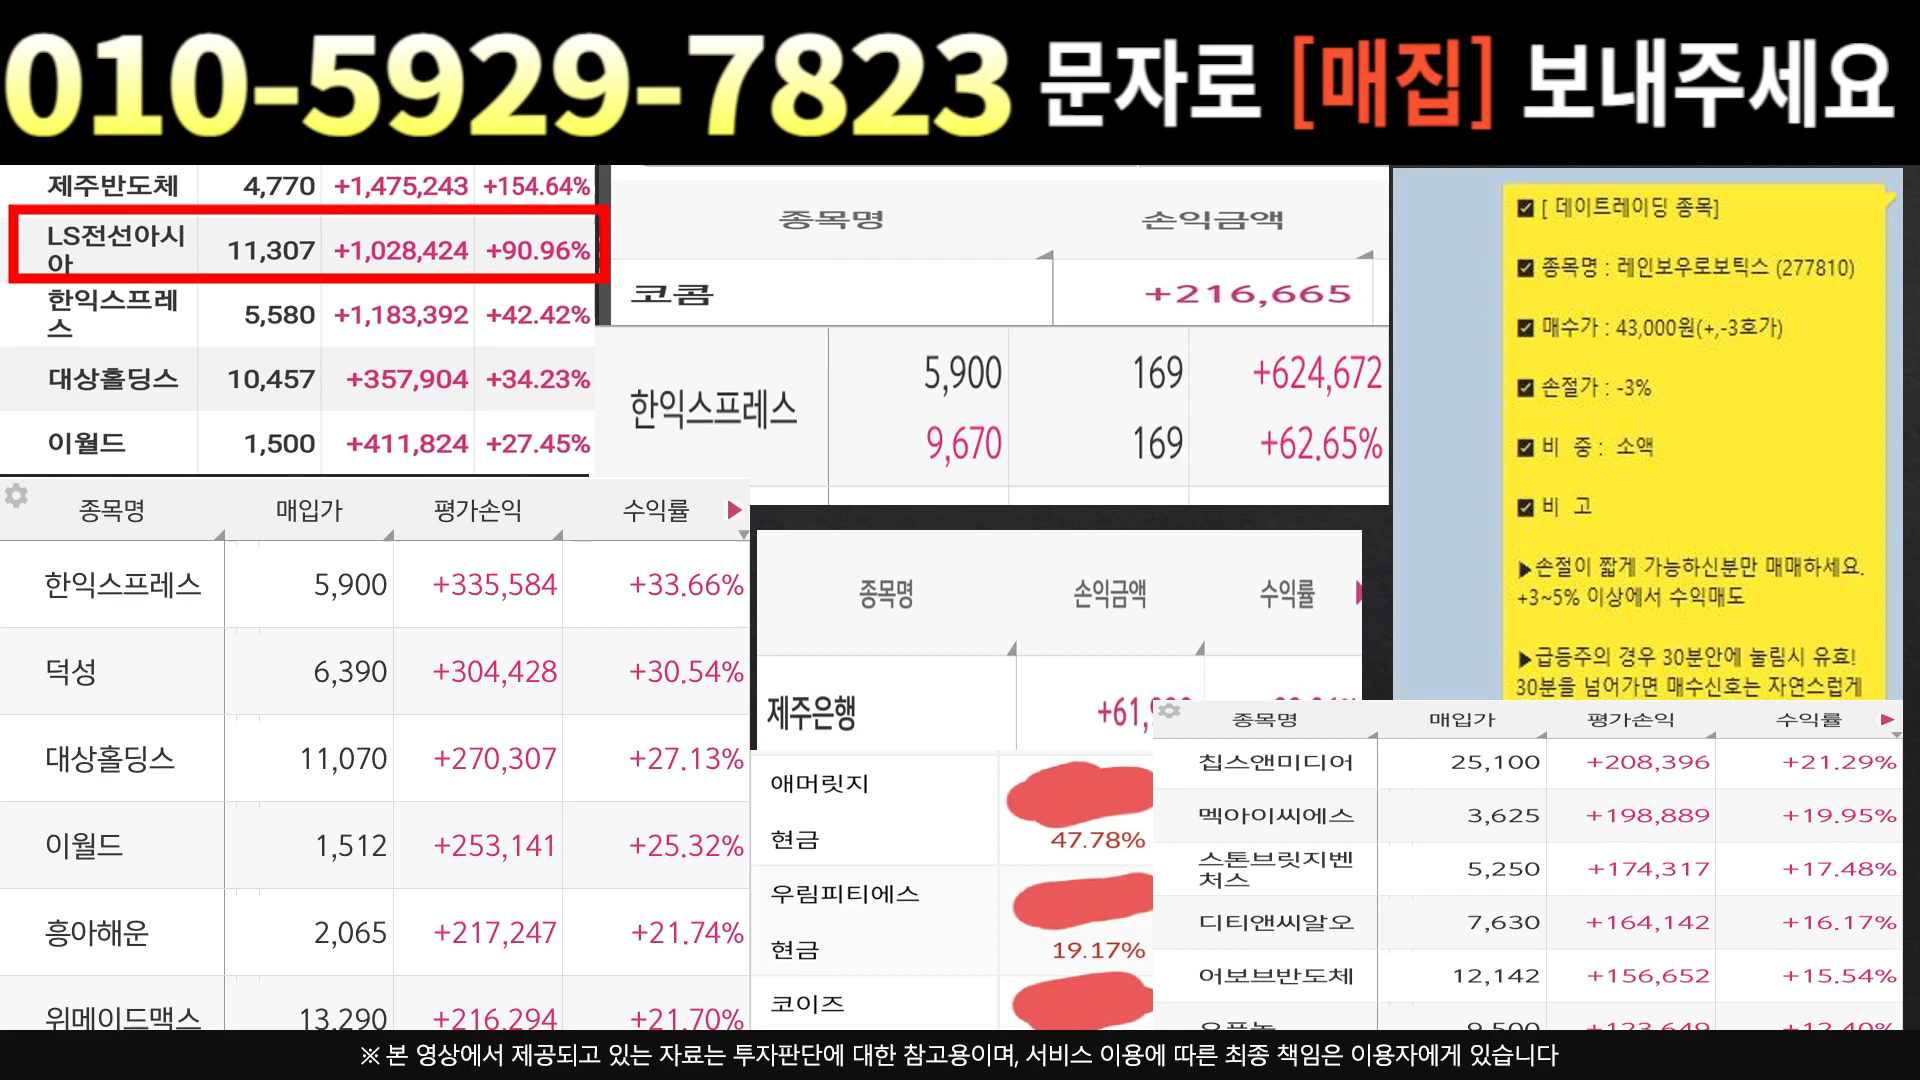 010-5929-7823 문자로 [매집] 보내주세요
제주반도체 4,770 +1,475,243 +154.64%
LS전선아시
아 11,307 +1,028,424 +90.96%
한익스프레
스 5,580 +1,183,392 +42.42%
대상홀딩스 10,457 +357,904 +34.23%
이월드 1,500 +411,824 +27.45%
종목명 손익금액
코콤 +216,665
한익스프레스 5,900 169 +624,672
9,670 169 +62.65%
[ 데이트레이딩 종목]
종목명 : 레인보우로보틱스 (277810)
매수가 : 43,000원(+,-3호가)
손절가 : -3%
비 중 : 소액
비 고
▶손절이 짧게 가능하신분만 매매하세요.
+3~5% 이상에서 수익매도
▶급등주의 경우 30분안에 눌림시 유효!
30분을 넘어가면 매수신호는 자연스럽게
종목명 매입가 평가손익 수익률
한익스프레스 5,900 +335,584 +33.66%
덕성 6,390 +304,428 +30.54%
대상홀딩스 11,070 +270,307 +27.13%
이월드 1,512 +253,141 +25.32%
흥아해운 2,065 +217,247 +21.74%
위메이드맥스 13,290 +216,294 +21.70%
종목명 손익금액 수익률
제주은행 +61,
애머릿지
현금 47.78%
우림피티에스
현금 19.17%
코이즈
종목명 매입가 평가손익 수익률
칩스앤미디어 25,100 +208,396 +21.29%
멕아이씨에스 3,625 +198,889 +19.95%
스톤브릿지벤
처스 5,250 +174,317 +17.48%
디티앤씨알오 7,630 +164,142 +16.17%
어보브반도체 12,142 +156,652 +15.54%
※ 본 영상에서 제공되고 있는 자료는 투자판단에 대한 참고용이며, 서비스 이용에 따른 최종 책임은 이용자에게 있습니다